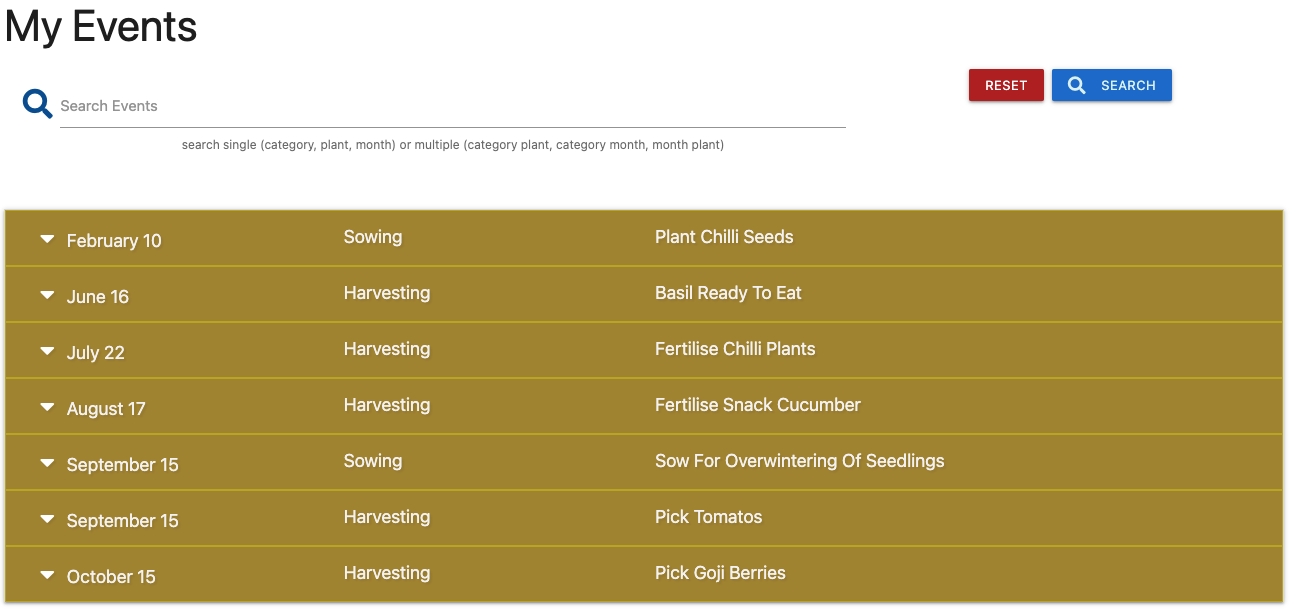 My Events
Search Events
RESET
SEARCH
search single (category, plant, month) or multiple (category plant, category month, month plant)
February 10 Sowing Plant Chilli Seeds
June 16 Harvesting Basil Ready To Eat
July 22 Harvesting Fertilise Chilli Plants
August 17 Harvesting Fertilise Snack Cucumber
September 15 Sowing Sow For Overwintering Of Seedlings
September 15 Harvesting Pick Tomatos
October 15 Harvesting Pick Goji Berries